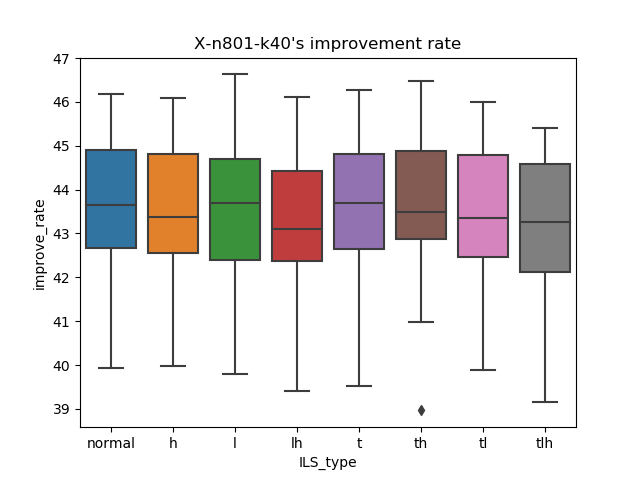 X-n801-k40's improvement rate
47
46
45
44
43
42
41
40
39
improve_rate
normal h l lh t th tl tlh
ILS_type